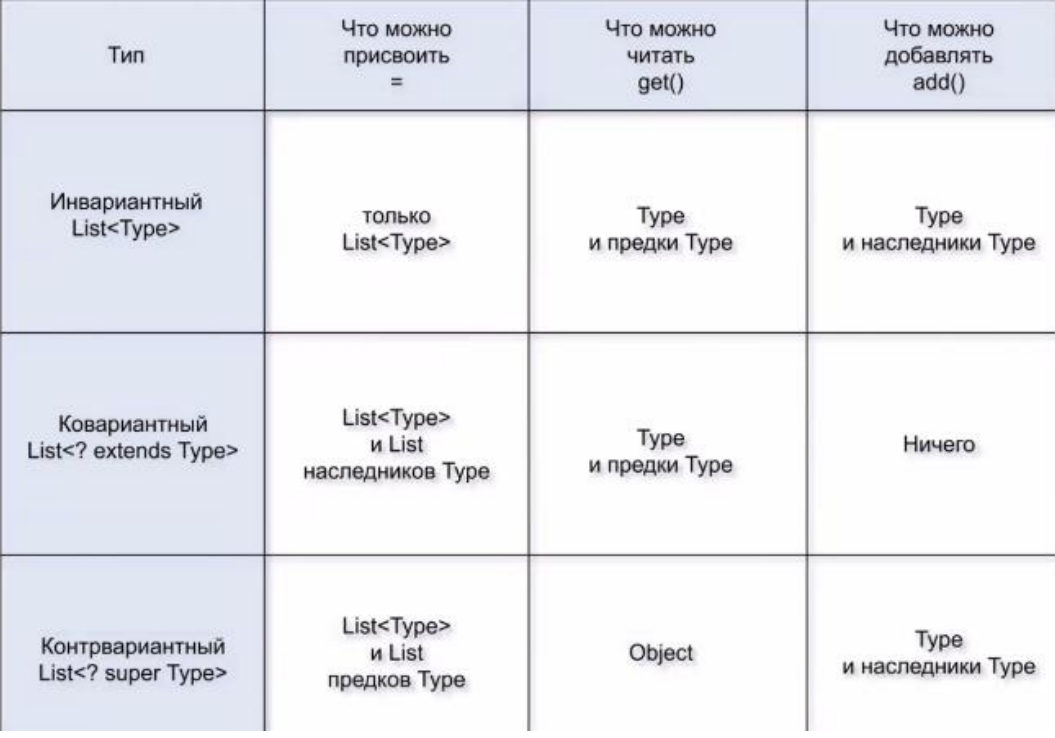 Тип
Что можно
присвоить
=
Что можно
читать
get()
Что можно
добавлять
add()
Инвариантный
List<Type>
только
List<Type>
Type
и предки Type
Type
и наследники Type
Ковариантный
List<? extends Type>
List<Type>
и List
наследников Type
Type
и предки Type
Ничего
Контрвариантный
List<? super Type>
List<Type>
и List
предков Type
Object
Type
и наследники Type